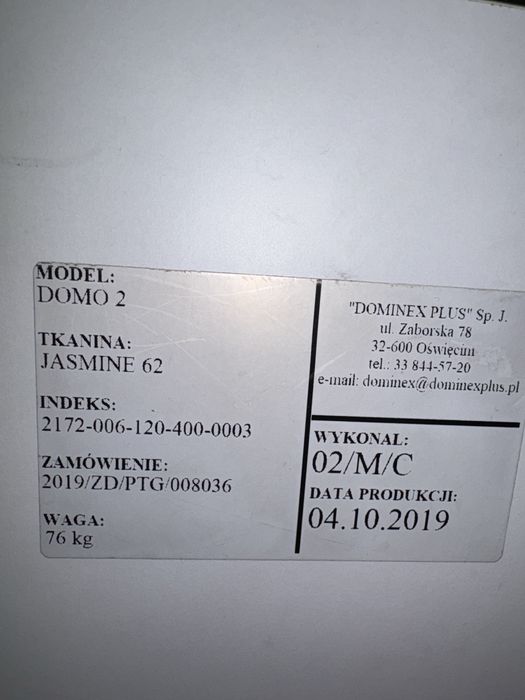 MODEL:
DOMO 2
TKANINA:
JASMINE 62
INDEKS:
2172-006-120-400-0003
ZAMÓWIENIE:
2019/ZD/PTG/008036
WAGA:
76 kg
"DOMINEX PLUS" Sp. J.
ul. Zaborska 78
32-600 Oświęcim
tel.: 33 844-57-20
e-mail: dominex@dominexplus.pl
WYKONAŁ:
02/M/C
DATA PRODUKCJI:
04.10.2019